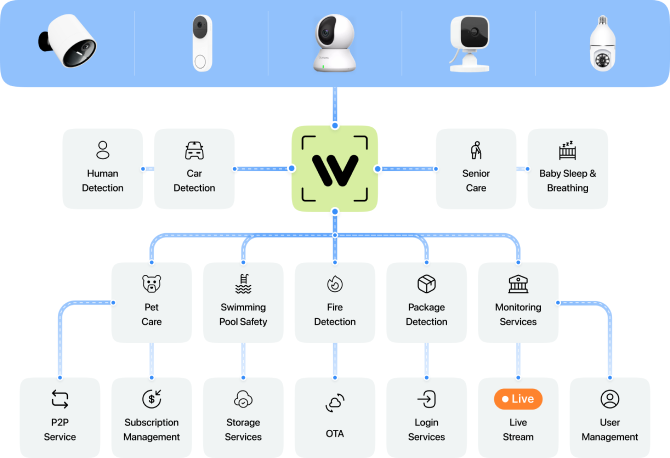 Human
Detection
Car
Detection
Senior
Care
Baby Sleep &
Breathing
Pet
Care
Swimming
Pool Safety
Fire
Detection
Package
Detection
Monitoring
Services
P2P
Service
Subscription
Management
Storage
Services
OTA
Login
Services
Live
Live
Stream
User
Management